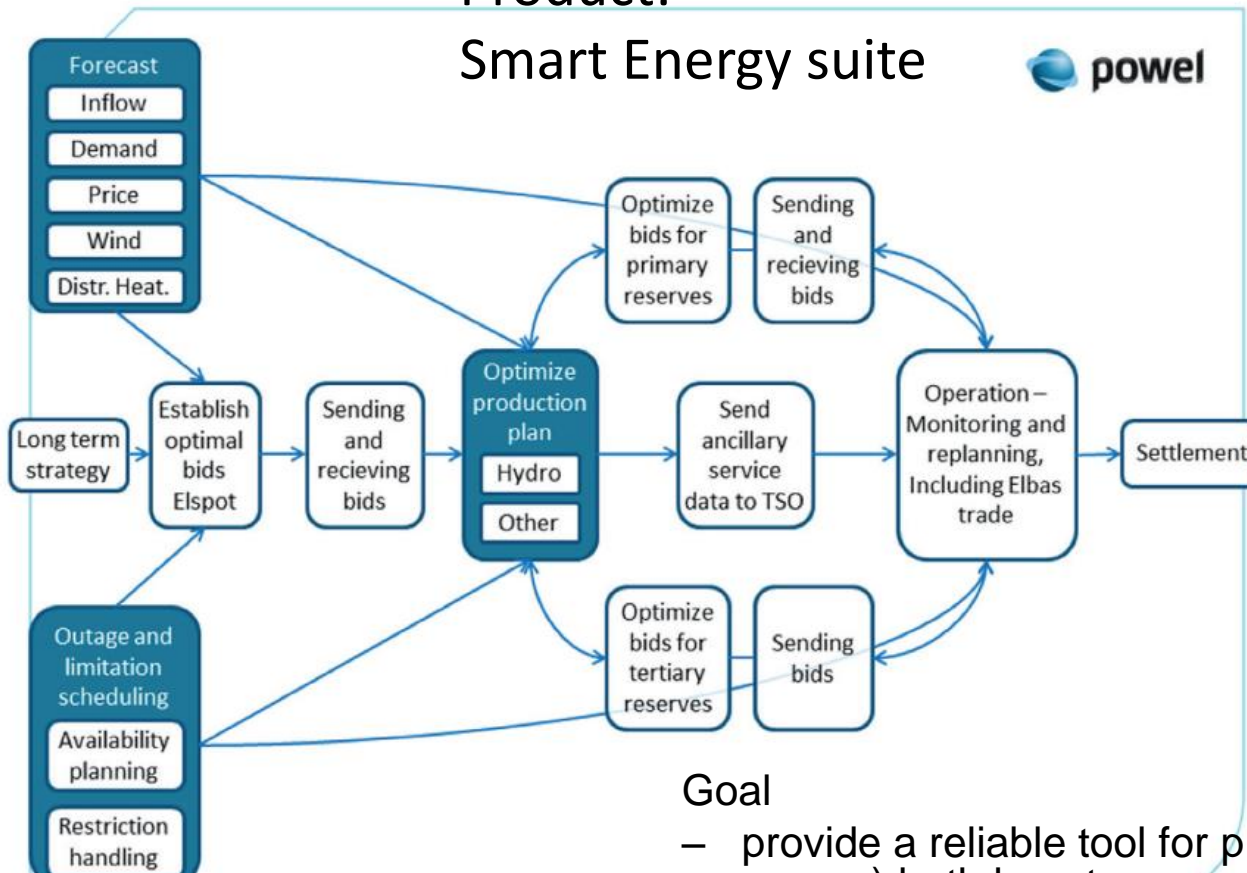 Product:
Smart Energy suite
powel
Forecast
Inflow
Demand
Price
Wind
Distr. Heat.
Optimize
bids for
primary
reserves
Sending
and
recieving
bids
Long term
strategy
Establish
optimal
bids
Elspot
Sending
and
recieving
bids
Optimize
production
plan
Hydro
Other
Send
ancillary
service
data to TSO
Operation –
Monitoring and
replanning,
Including Elbas
trade
Settlement
Outage and
limitation
scheduling
Availability
planning
Restriction
handling
Optimize
bids for
tertiary
reserves
Sending
bids
Goal
– provide a reliable tool for p